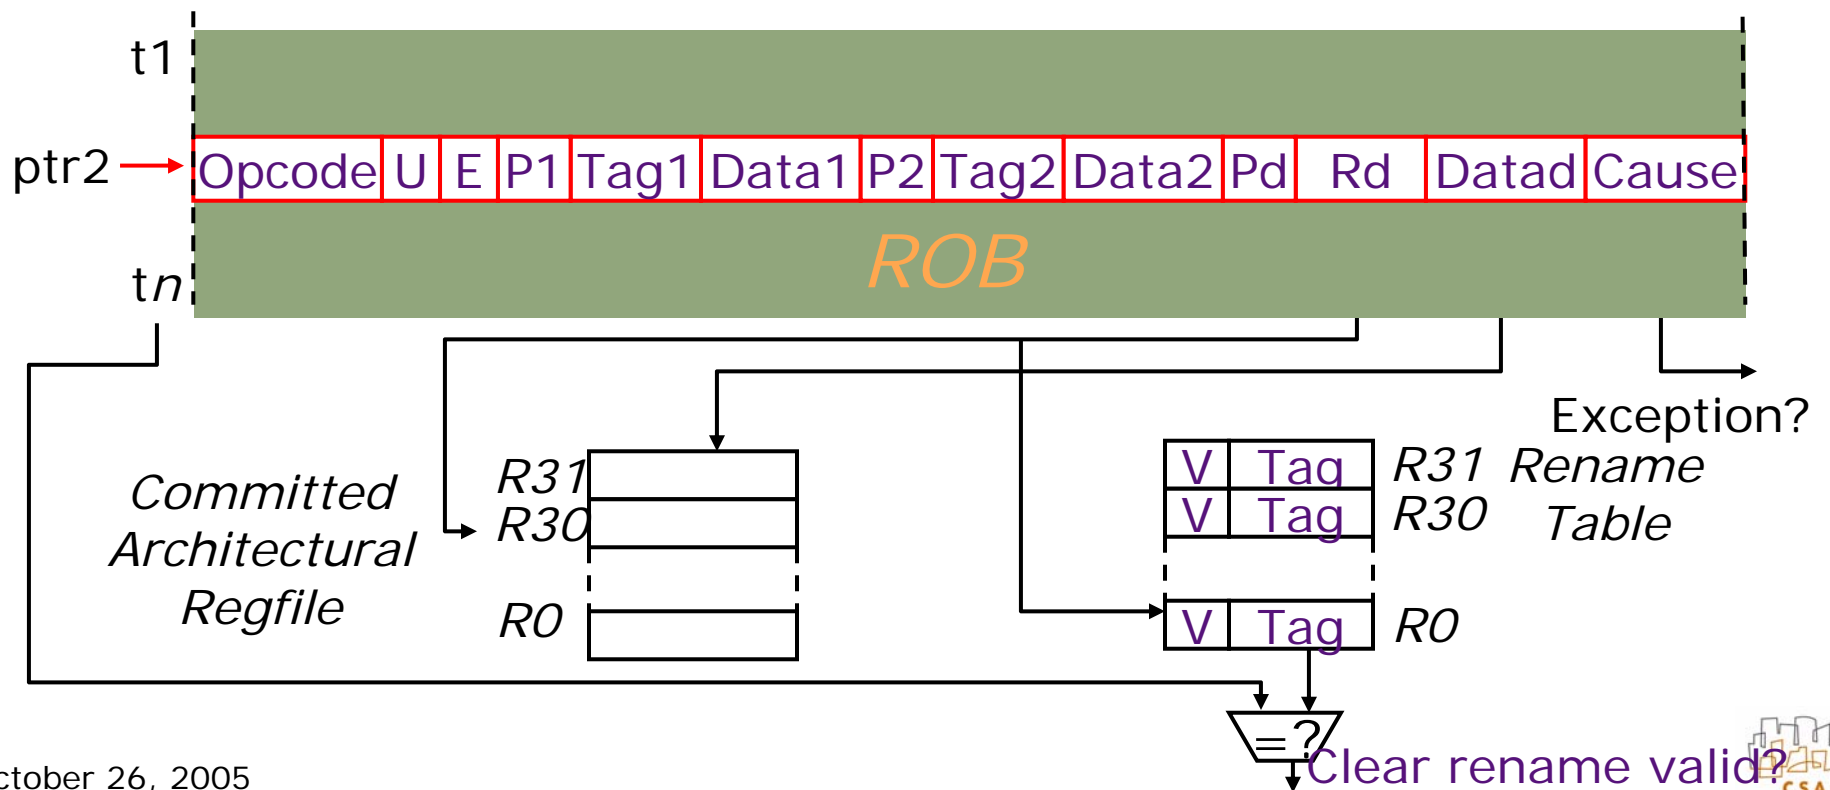 t1
ptr2
Opcode U E P1 Tag1 Data1 P2 Tag2 Data2 Pd Rd Datad Cause
ROB
tn
Exception?
Committed
Architectural
Regfile
R31
R30
R0
V Tag R31
V Tag R30
V Tag R0
Rename
Table
=?
Clear rename valid?
ctober 26, 2005
CSA